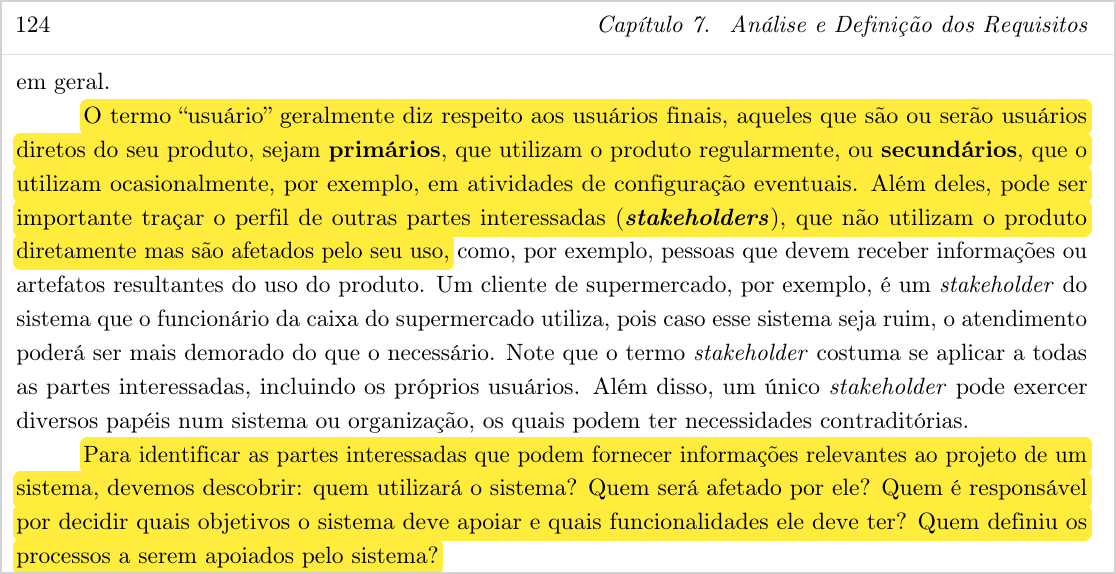 124
Capítulo 7. Análise e Definição dos Requisitos
em geral.
O termo “usuário” geralmente diz respeito aos usuários finais, aqueles que são ou serão usuários
diretos do seu produto, sejam primários, que utilizam o produto regularmente, ou secundários, que o
utilizam ocasionalmente, por exemplo, em atividades de configuração eventuais. Além deles, pode ser
importante traçar o perfil de outras partes interessadas (stakeholders), que não utilizam o produto
diretamente mas são afetados pelo seu uso, como, por exemplo, pessoas que devem receber informações ou
artefatos resultantes do uso do produto. Um cliente de supermercado, por exemplo, é um stakeholder do
sistema que o funcionário da caixa do supermercado utiliza, pois caso esse sistema seja ruim, o atendimento
poderá ser mais demorado do que o necessário. Note que o termo stakeholder costuma se aplicar a todas
as partes interessadas, incluindo os próprios usuários. Além disso, um único stakeholder pode exercer
diversos papéis num sistema ou organização, os quais podem ter necessidades contraditórias.
Para identificar as partes interessadas que podem fornecer informações relevantes ao projeto de um
sistema, devemos descobrir: quem utilizará o sistema? Quem será afetado por ele? Quem é responsável
por decidir quais objetivos o sistema deve apoiar e quais funcionalidades ele deve ter? Quem definiu os
processos a serem apoiados pelo sistema?